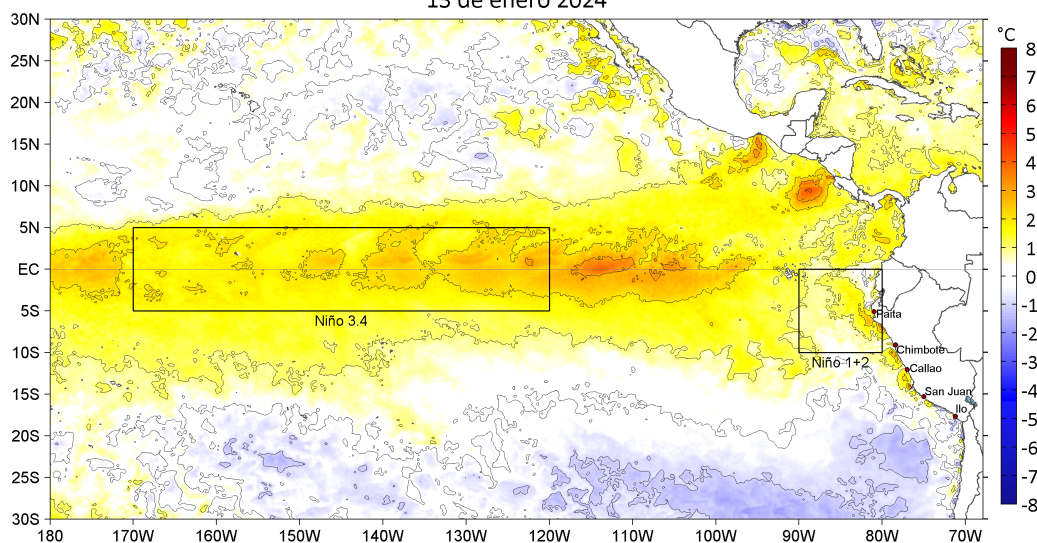 13 de enero 2024
°C
30N
25N
20N
15N
10N
5N
EC
5S
10S
15S
20S
25S
30S
Niño 3.4
Niño 1+2
Paita
Chimbote
Callao
San Juan
Ilo
8
7
6
5
4
3
2
1
0
-1
-2
-3
-4
-5
-6
-7
-8
180 170W 160W 150W 140W 130W 120W 110W 100W 90W 80W 70W